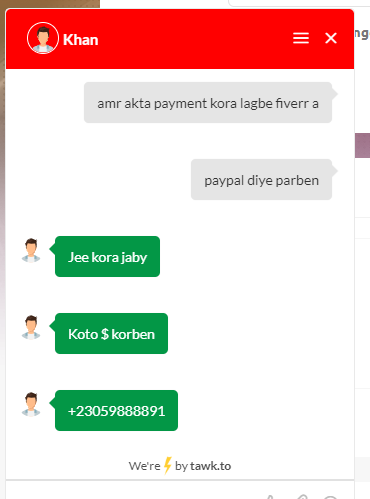 Khan
ng
amr akta payment kora lagbe fiverr a
paypal diye parben
Jee kora jaby
Koto $ korben
+23059888891
We're by tawk.to